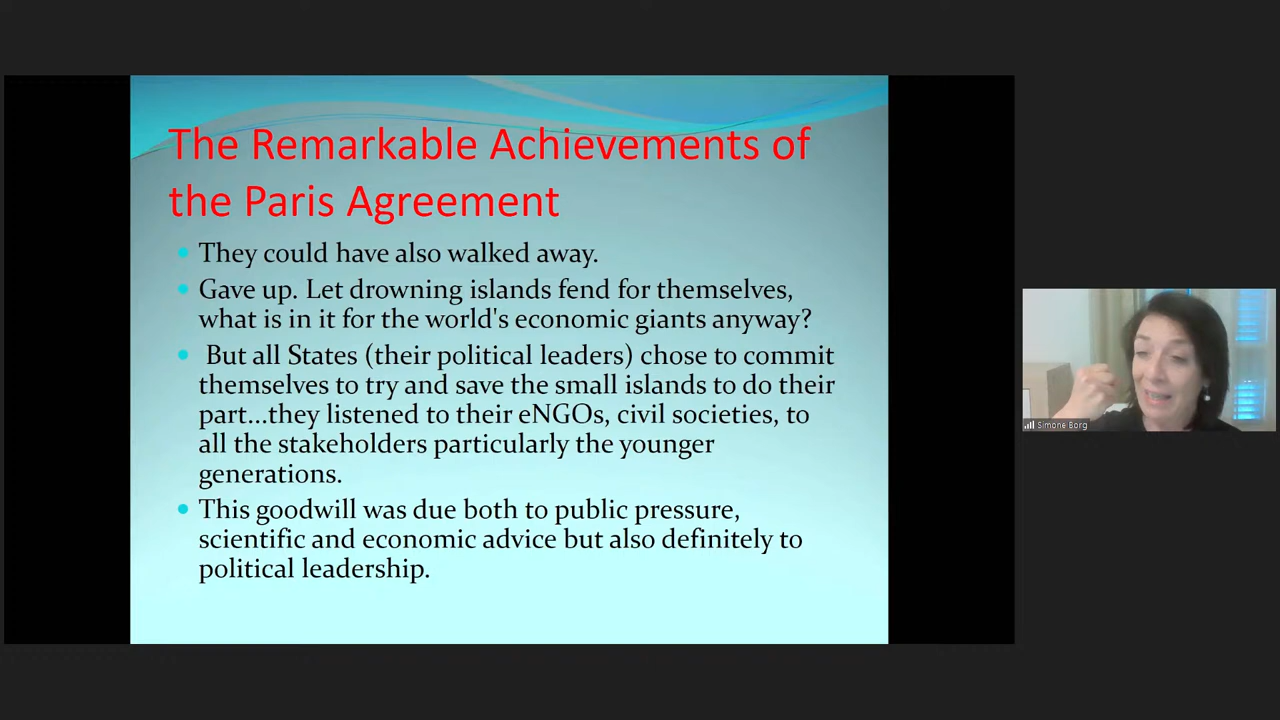 The Remarkable Achievements of
the Paris Agreement
They could have also walked away.
Gave up. Let drowning islands fend for themselves,
what is in it for the world's economic giants anyway?
But all States (their political leaders) chose to commit
themselves to try and save the small islands to do their
part...they listened to their eNGOs, civil societies, to
all the stakeholders particularly the younger
generations.
This goodwill was due both to public pressure,
scientific and economic advice but also definitely to
political leadership.
Simone Borg